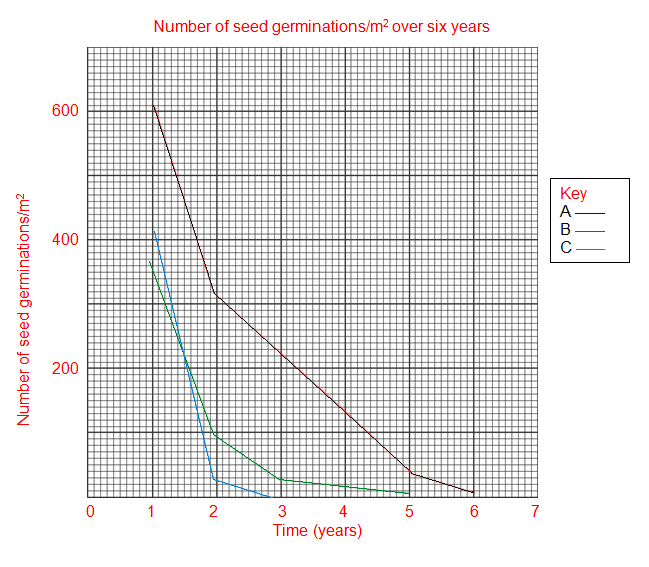 Number of seed germinations/m² over six years
600
400
200
Number of seed germinations/m²
0 1 2 3 4 5 6 7
Time (years)
Key
A
B
C